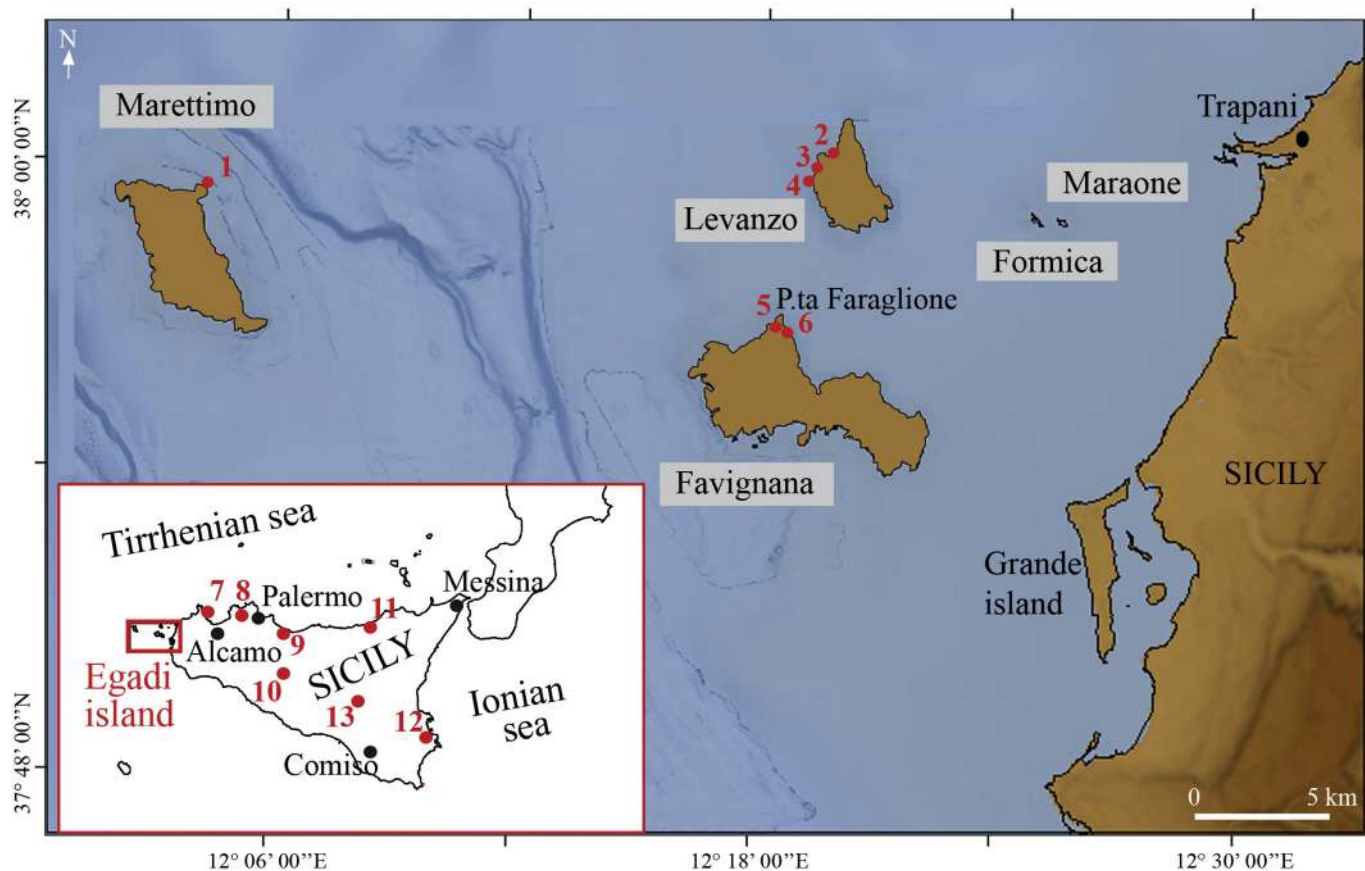 N
Marettimo
1
Trapani
2
3
4
Maraone
Levanzo
Formica
P.ta Faraglione
5
6
Favignana
SICILY
Grande
island
0
5 km
Tirrhenian sea
7
8
Palermo
11
Messina
Alcamo
9
SICILY
Egadi
island
10
13
12
Ionian
sea
Comiso
38° 00' 00’’N
37° 48' 00’’N
12° 06' 00’’E
12° 18' 00’’E
12° 30' 00’’E